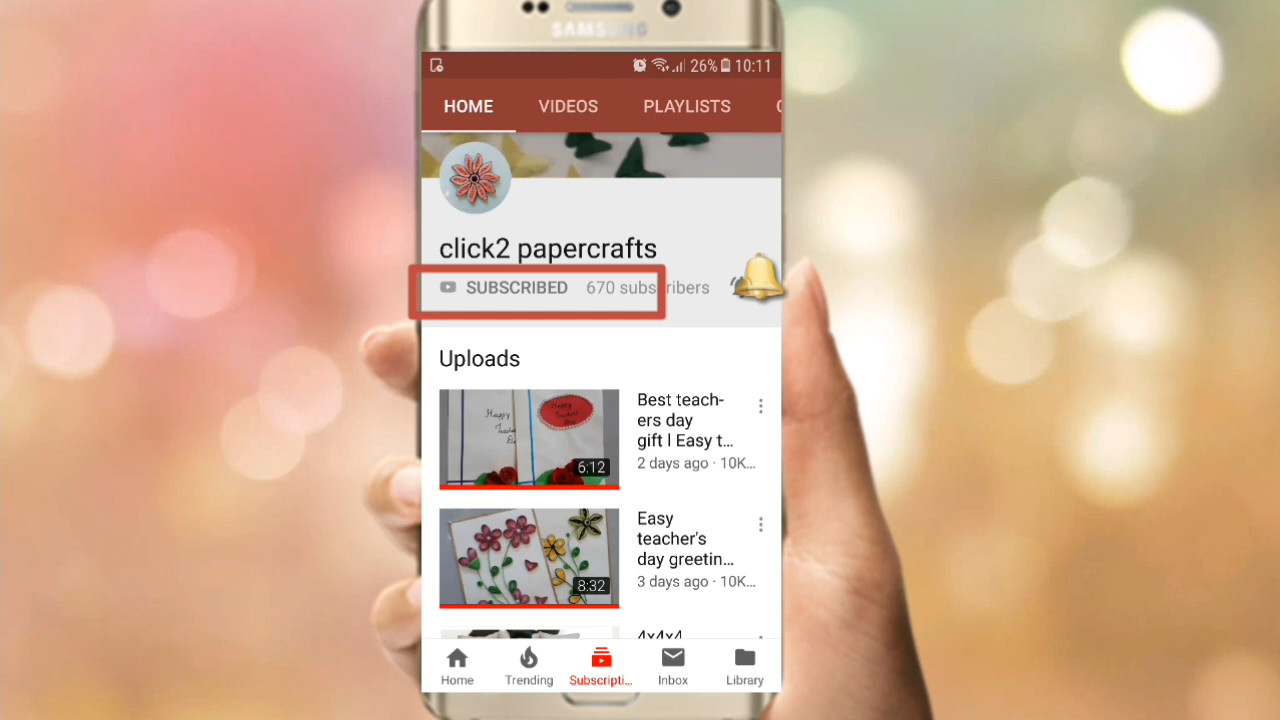 SAMSUNG
26% 10:11
HOME VIDEOS PLAYLISTS
click2 papercrafts
SUBSCRIBED 670 subscribers
Uploads
Happy
6:12
Happy
Best teach-
ers day
gift l Easy t...
2 days ago · 10K...
8:32
Easy
teacher's
day greetin...
3 days ago · 10K...
4x4x4
Home Trending Subscripti... Inbox Library